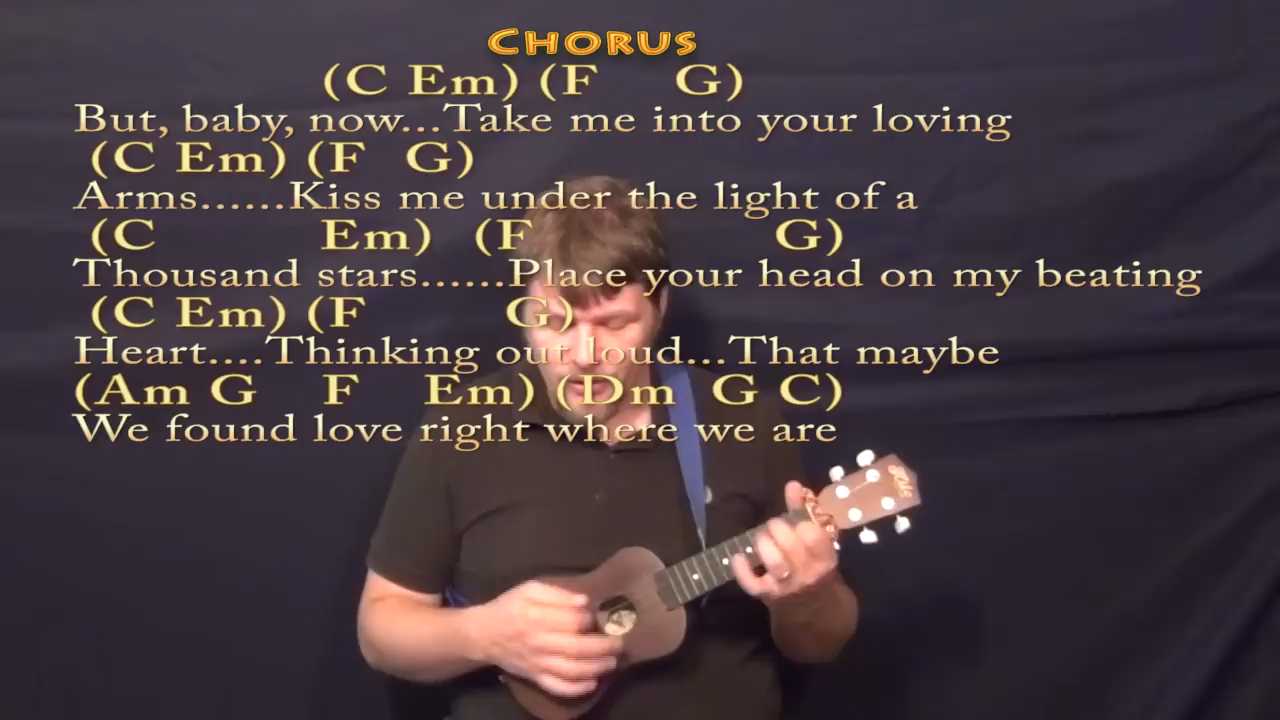 CHORUS
(C Em) (F G)
But, baby, now...Take me into your loving
(C Em) (F G)
Arms......Kiss me under the light of a
(C Em) (F G)
Thousand stars......Place your head on my beating
(C Em) (F G)
Heart....Thinking out loud...That maybe
(Am G F Em) (Dm G C)
We found love right where we are